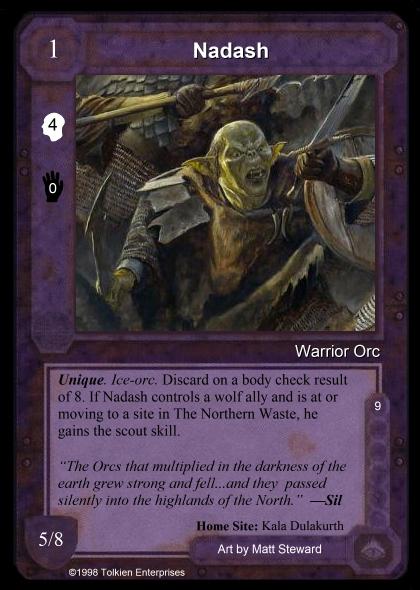 1
Nadash
4
0
Warrior Orc
Unique. Ice-orc. Discard on a body check result
of 8. If Nadash controls a wolf ally and is at or
moving to a site in The Northern Waste, he
gains the scout skill.
9
“The Orcs that multiplied in the darkness of the
earth grew strong and fell...and they passed
silently into the highlands of the North.” —Sil
Home Site: Kala Dulakurth
5/8
Art by Matt Steward
©1998 Tolkien Enterprises